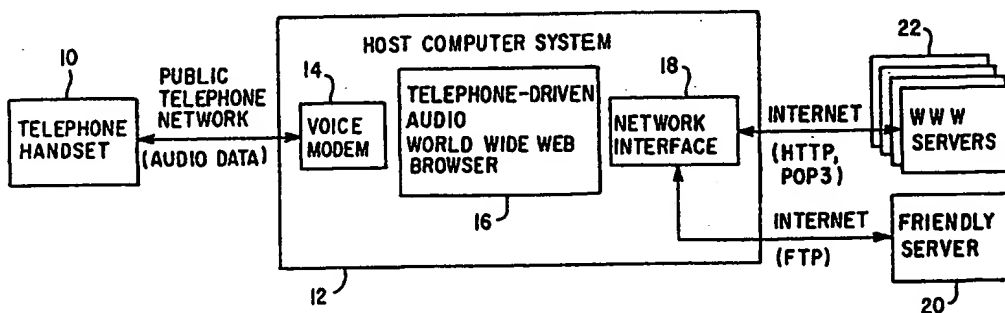 HOST COMPUTER SYSTEM
10
PUBLIC
TELEPHONE
NETWORK
(AUDIO DATA)
TELEPHONE
HANDSET
14
VOICE
MODEM
TELEPHONE-DRIVEN
AUDIO
WORLD WIDE WEB
BROWSER
16
18
NETWORK
INTERFACE
12
INTERNET
(HTTP,
POP3)
22
WWW
SERVERS
INTERNET
(FTP)
FRIENDLY
SERVER
20